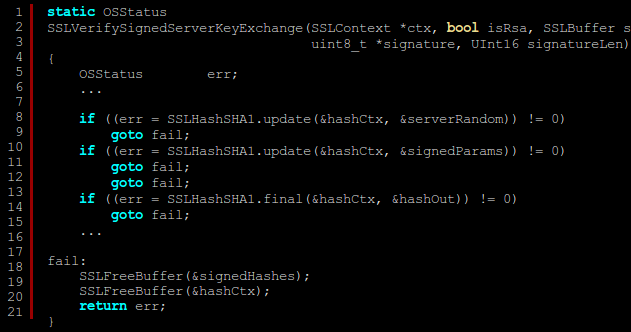 1 static OSStatus
2 SSLVerifySignedServerKeyExchange(SSLContext *ctx, bool isRsa, SSLBuffer s
3 uint8_t *signature, UInt16 signatureLen)
4 {
5 OSStatus err;
6 ...
7
8 if ((err = SSLHashSHA1.update(&hashCtx, &serverRandom)) != 0)
9 goto fail;
10 if ((err = SSLHashSHA1.update(&hashCtx, &signedParams)) != 0)
11 goto fail;
12 goto fail;
13 if ((err = SSLHashSHA1.final(&hashCtx, &hashOut)) != 0)
14 goto fail;
15 ...
16
17 fail:
18 SSLFreeBuffer(&signedHashes);
19 SSLFreeBuffer(&hashCtx);
20 return err;
21 }